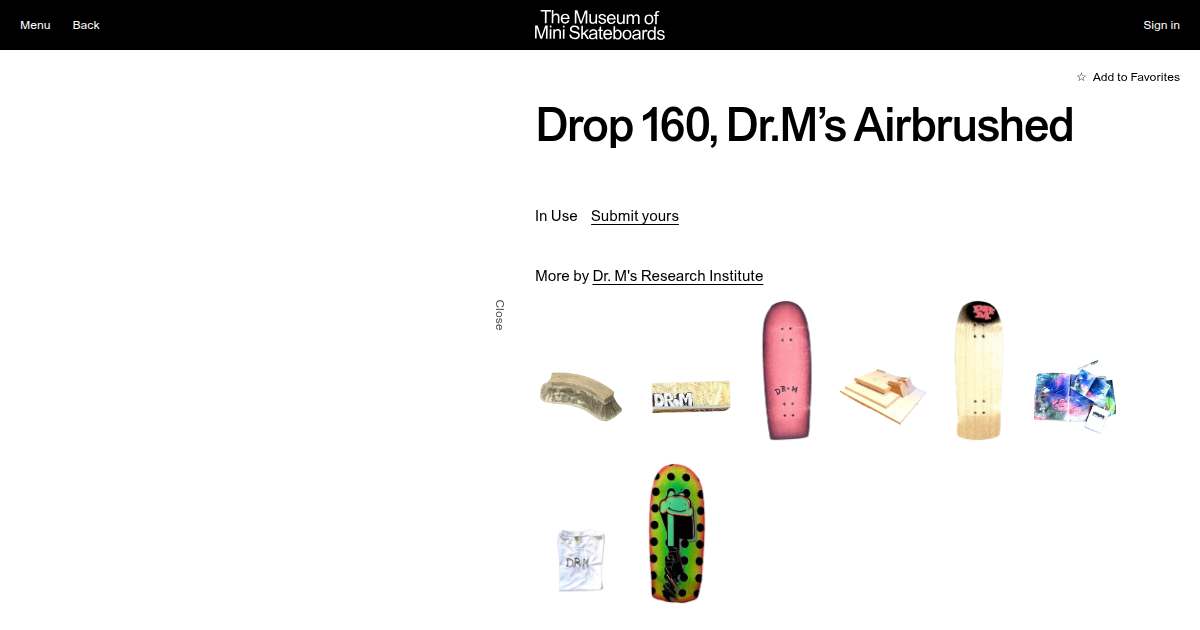 Menu
Back
The Museum of
Mini Skateboards
Sign in
☆ Add to Favorites
Drop 160, Dr.M’s Airbrushed
In Use
Submit yours
More by Dr. M's Research Institute
Close
DR.M
DR.M
DR.M
DR.M